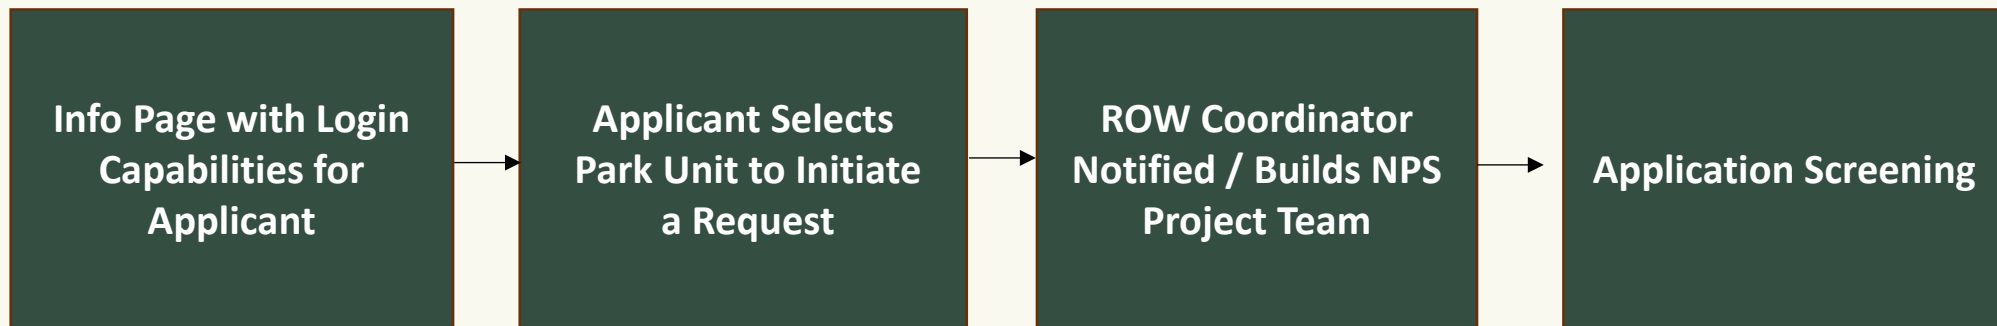 Info Page with Login
Capabilities for
Applicant
Applicant Selects
Park Unit to Initiate
a Request
ROW Coordinator
Notified / Builds NPS
Project Team
Application Screening